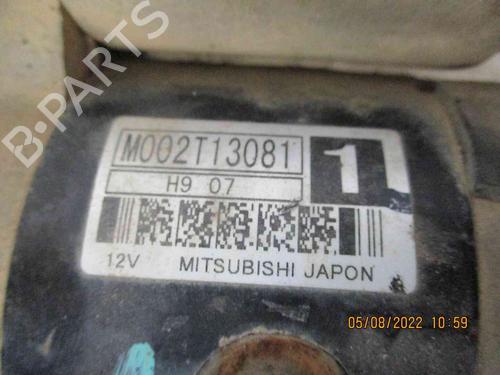 B-PARTS
M002T13081
1
H9 07
12V MITSUBISHI JAPON
05/08/2022 10:59